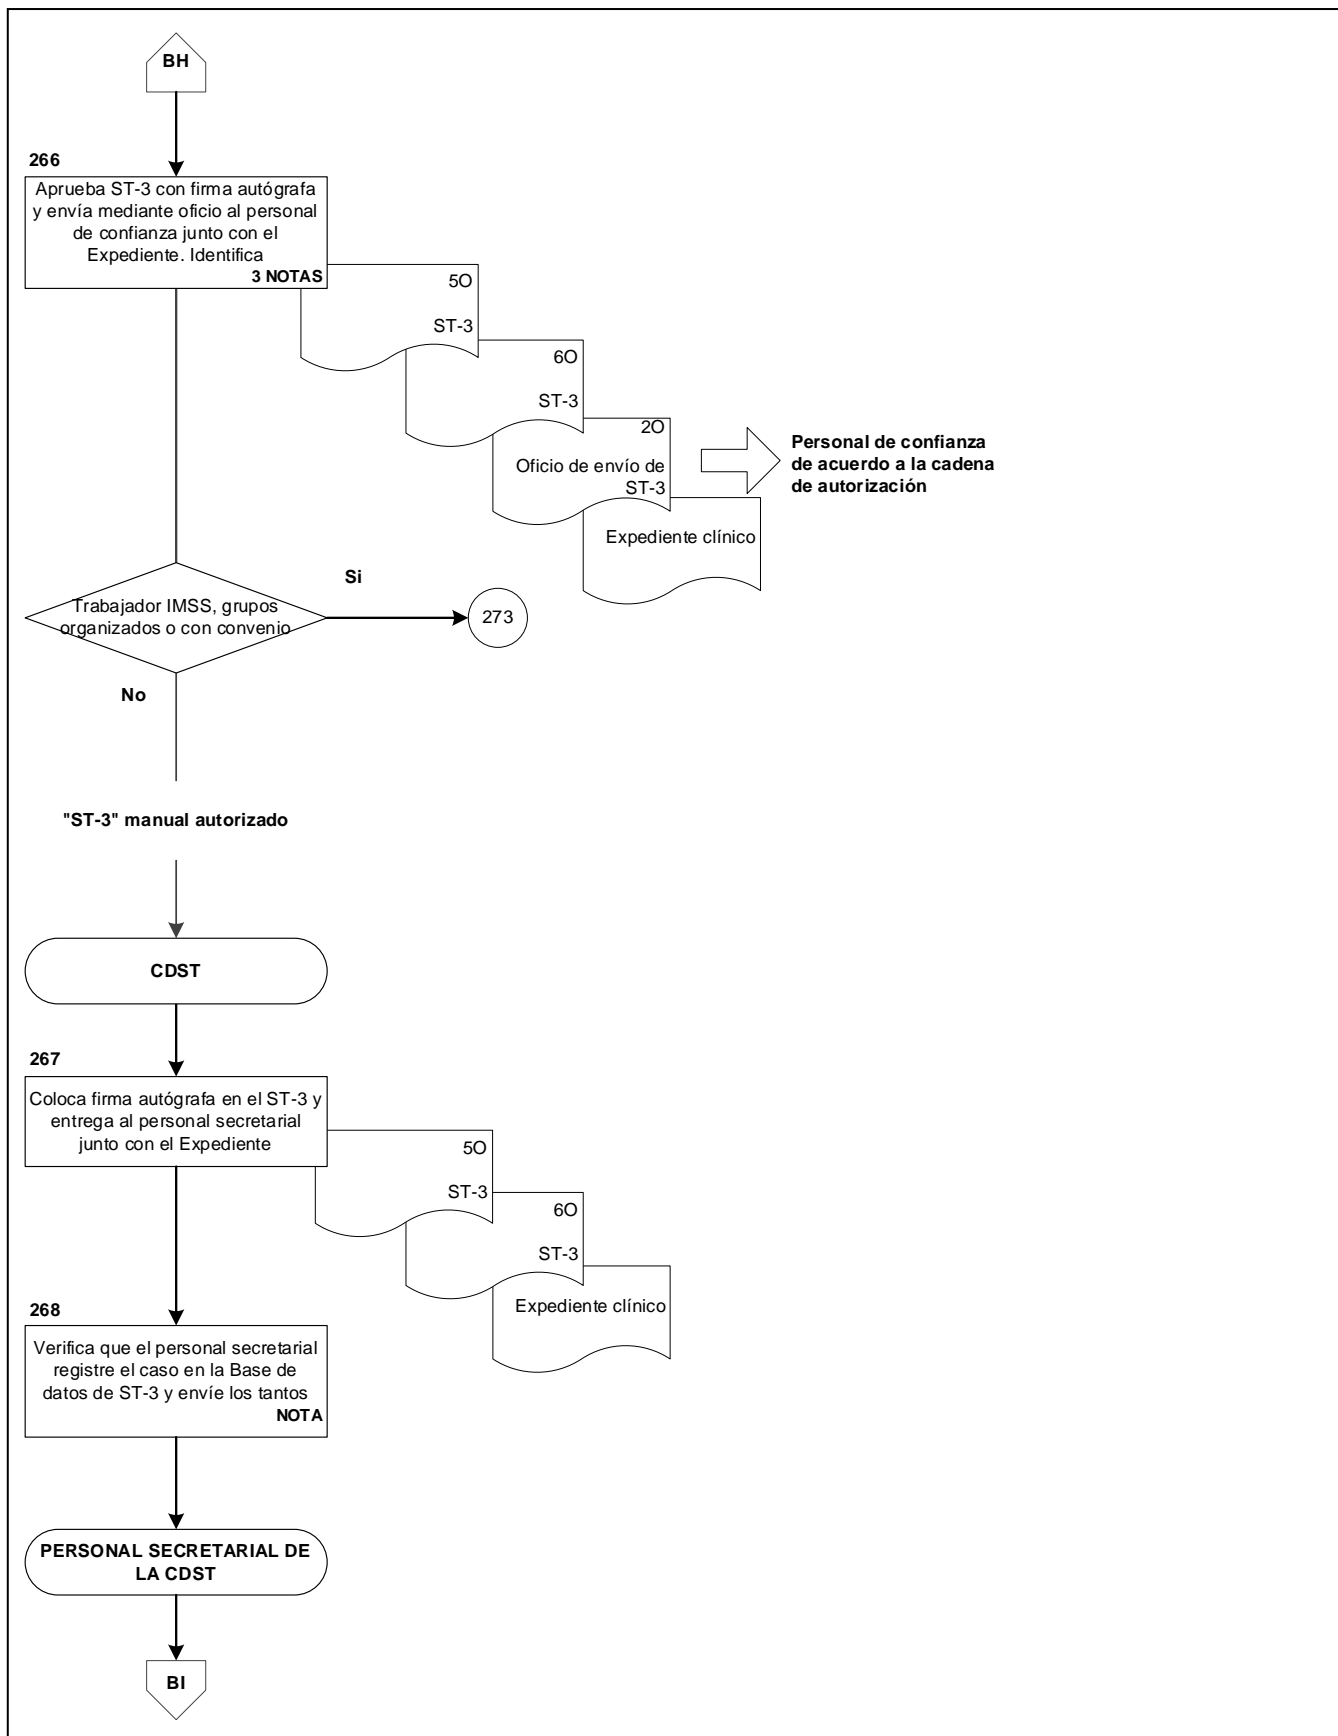 BH
266
Aprueba ST-3 con firma autógrafa
y envía mediante oficio al personal
de confianza junto con el
Expediente. Identifica
3 NOTAS
5O
ST-3
6O
ST-3
2O
Oficio de envío de
ST-3
Expediente clínico
Personal de confianza
de acuerdo a la cadena
de autorización
Trabajador IMSS, grupos
organizados o con convenio
Si
273
No
"ST-3" manual autorizado
CDST
267
Coloca firma autógrafa en el ST-3 y
entrega al personal secretarial
junto con el Expediente
5O
ST-3
6O
ST-3
Expediente clínico
268
Verifica que el personal secretarial
registre el caso en la Base de
datos de ST-3 y envíe los tantos
NOTA
PERSONAL SECRETARIAL DE
LA CDST
BI